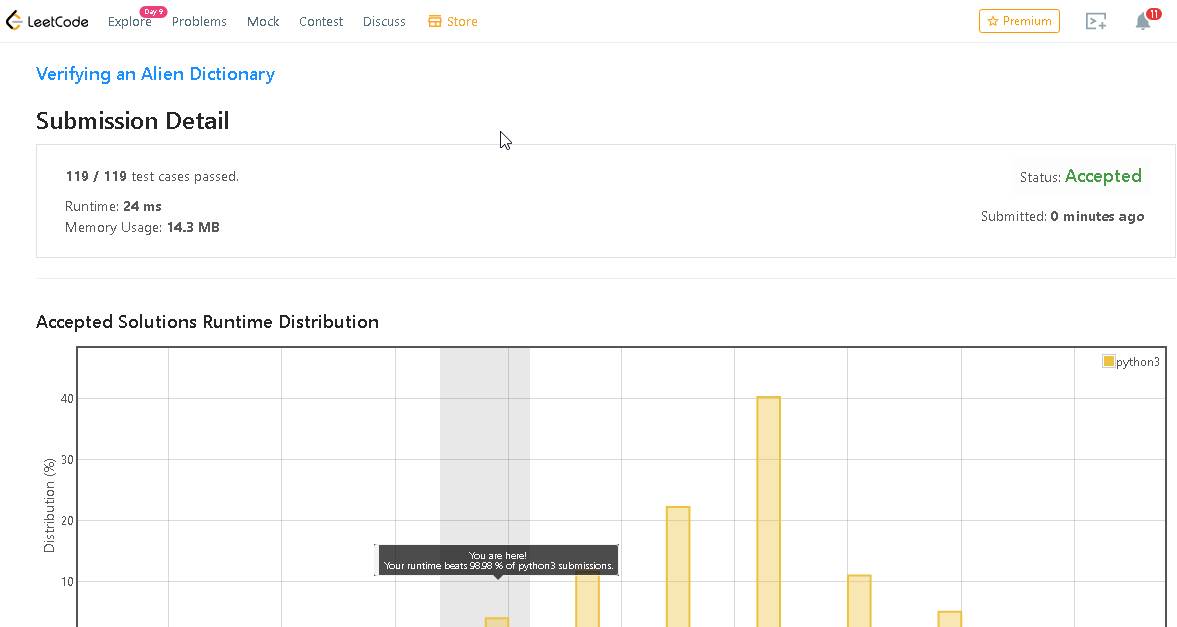 LeetCode Explore Day 9 Problems Mock Contest Discuss Store Premium 11
Verifying an Alien Dictionary
Submission Detail
119 / 119 test cases passed.
Status: Accepted
Runtime: 24 ms
Memory Usage: 14.3 MB
Submitted: 0 minutes ago
Accepted Solutions Runtime Distribution
python3
40
30
20
10
Distribution (%)
You are here!
Your runtime beats 98.98 % of python3 submissions.